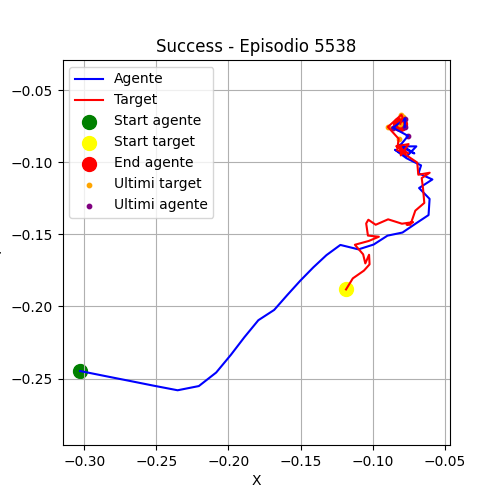 Success - Episodio 5538
Agente
Target
Start agente
Start target
End agente
Ultimi target
Ultimi agente
−0.05
−0.10
−0.15
−0.20
−0.25
−0.30
−0.25
−0.20
−0.15
−0.10
−0.05
X